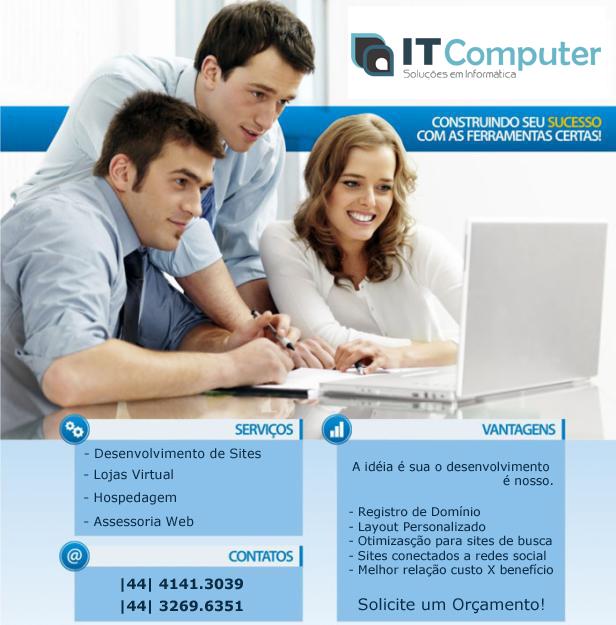 IT Computer
Soluções em Informática
CONSTRUINDO SEU SUCESSO
COM AS FERRAMENTAS CERTAS!
SERVIÇOS
- Desenvolvimento de Sites
- Lojas Virtual
- Hospedagem
- Assessoria Web
CONTATOS
|44| 4141.3039
|44| 3269.6351
VANTAGENS
A idéia é sua o desenvolvimento
é nosso.
- Registro de Domínio
- Layout Personalizado
- Otimizasção para sites de busca
- Sites conectados a redes social
- Melhor relação custo X benefício
Solicite um Orçamento!